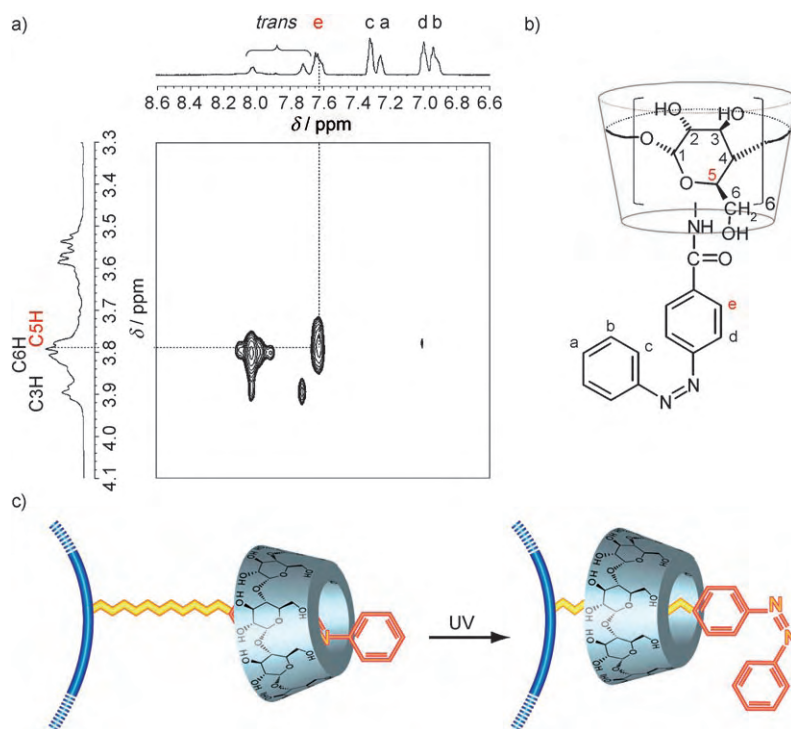 a)
trans e c a d b
8.6 8.4 8.2 8.0 7.8 7.6 7.4 7.2 7.0 6.8 6.6
δ / ppm
3.3
3.4
3.5
3.6
3.7
3.8
3.9
4.0
4.1
δ / ppm
C5H
C6H
C3H
b)
HO HO
2 3
O 1 4
5
O 6
CH2 6
NH OH
C=O
e
b d
a c
N
N
c)
UV
N
N
N